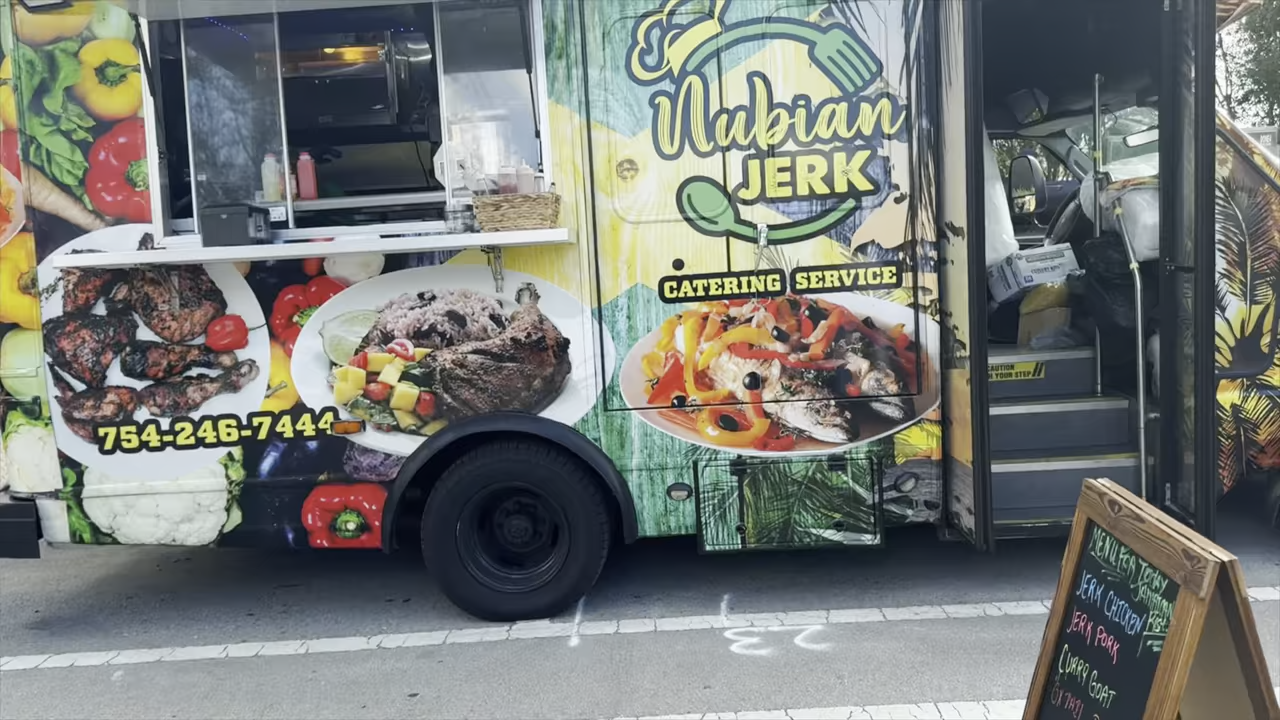 Nubian
JERK
CATERING SERVICE
754-246-7444
CAUTION
YOUR STEP
23
MENU FOR TODAY
JERK CHICKEN
JERK PORK
CURRY GOAT